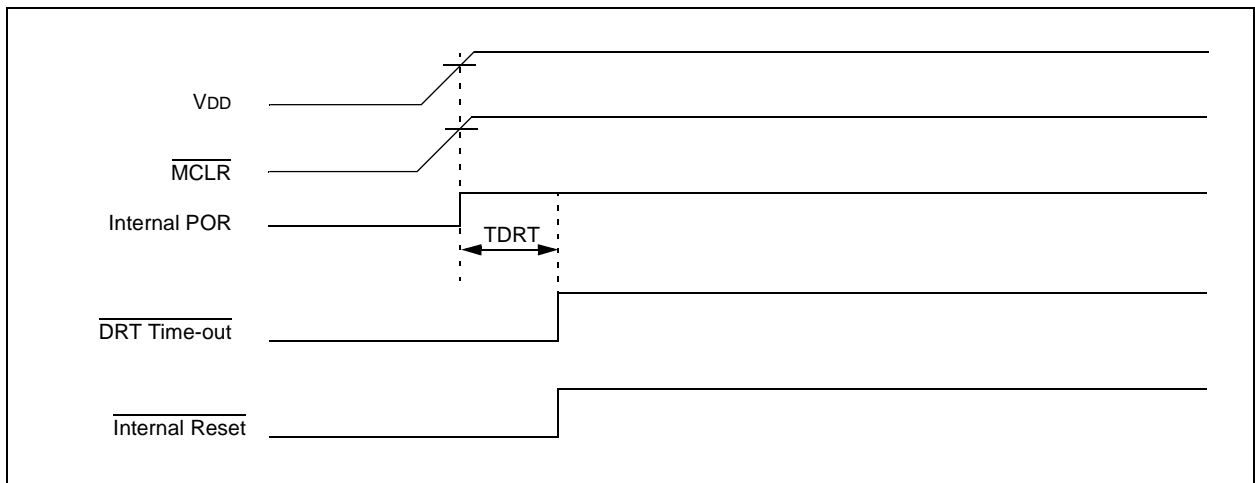 VDD
MCLR
Internal POR
TDRT
DRT Time-out
Internal Reset